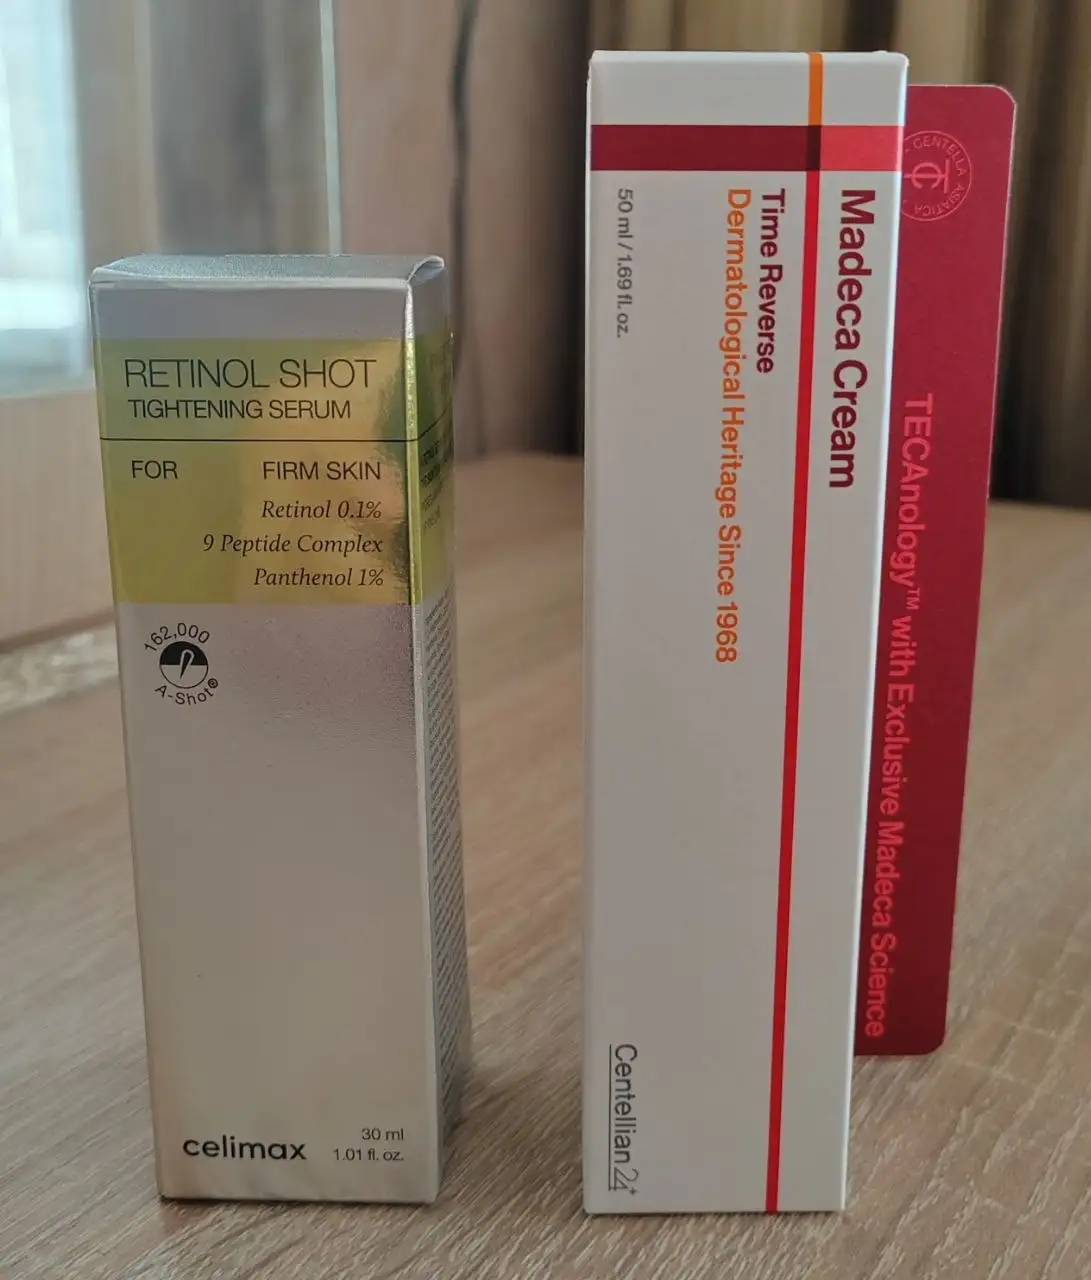 RETINOL SHOT
TIGHTENING SERUM
FOR FIRM SKIN
Retinol 0.1%
9 Peptide Complex
Panthenol 1%
162,000
A-Shot®
celimax
30 ml
1.01 fl. oz.
Madeca Cream
Time Reverse
Dermatological Heritage Since 1968
50 ml / 1.69 fl. oz.
Centellian 24+
CENTELLA ASIATICA
TECAnology™ with Exclusive Madeca Science